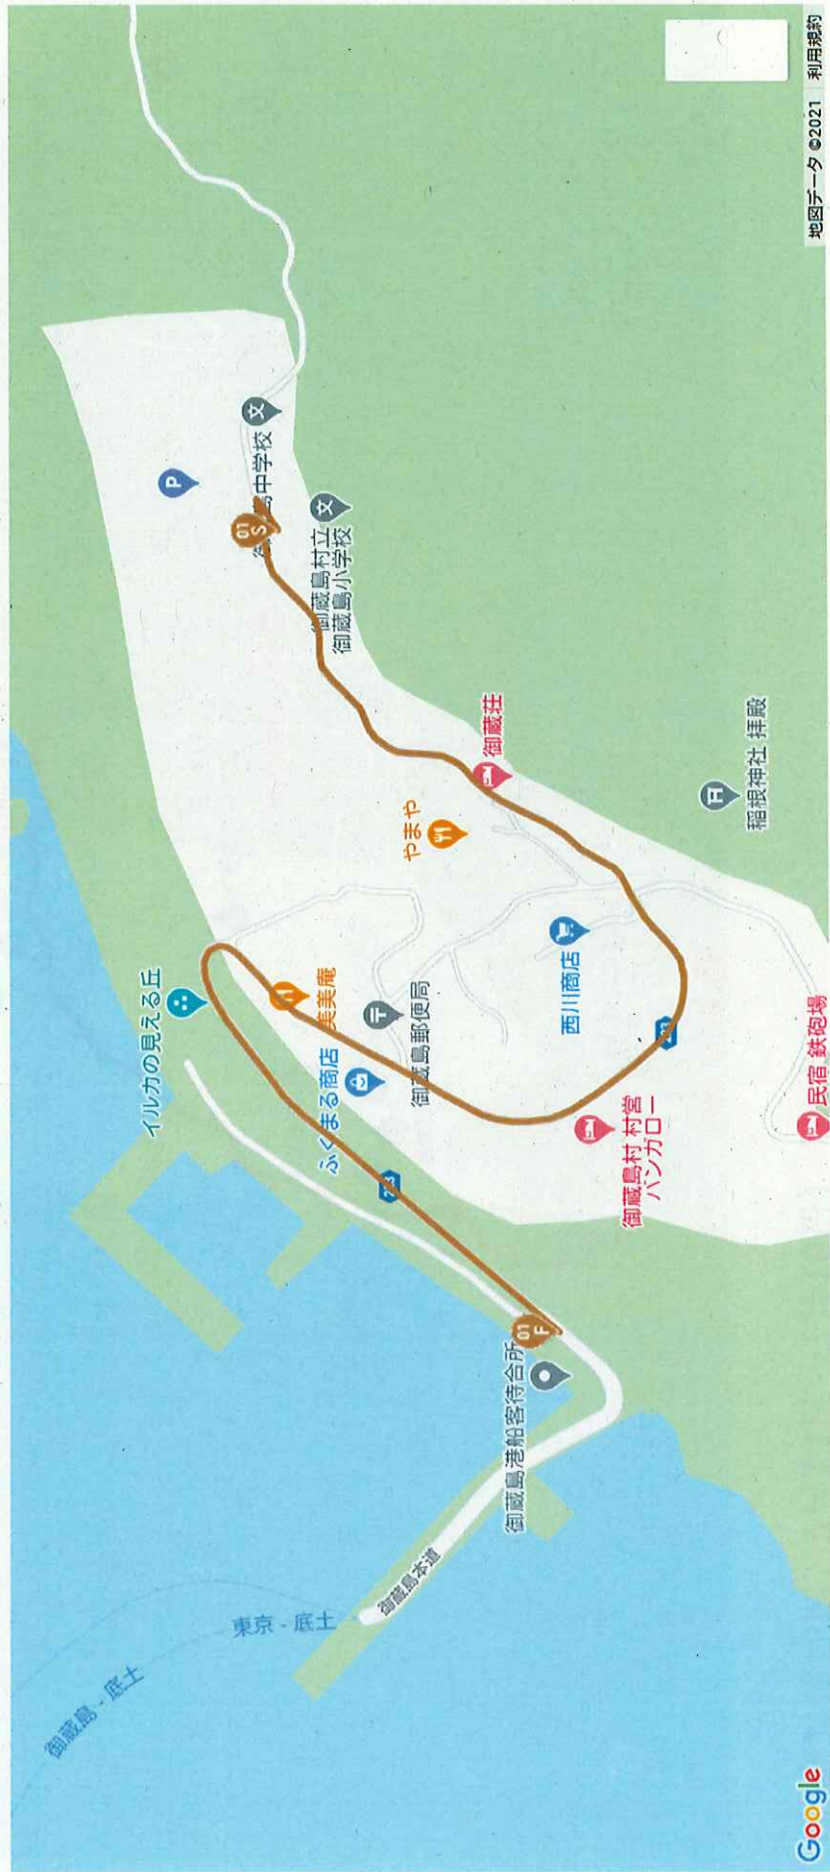 御蔵島 - 底土
東京 - 底土
御蔵島本道
御蔵島港船客待合所
01
F
イルカの見える丘
ふくまる商店
美美庵
御蔵島郵便局
御蔵島村 村営
バンガロー
民宿 鉄砲場
西川商店
やまや
御蔵荘
稲根神社 拝殿
御蔵島村立
御蔵島小学校
島中学校
01
S
P
文
文
Google
地図データ ©2021 利用規約